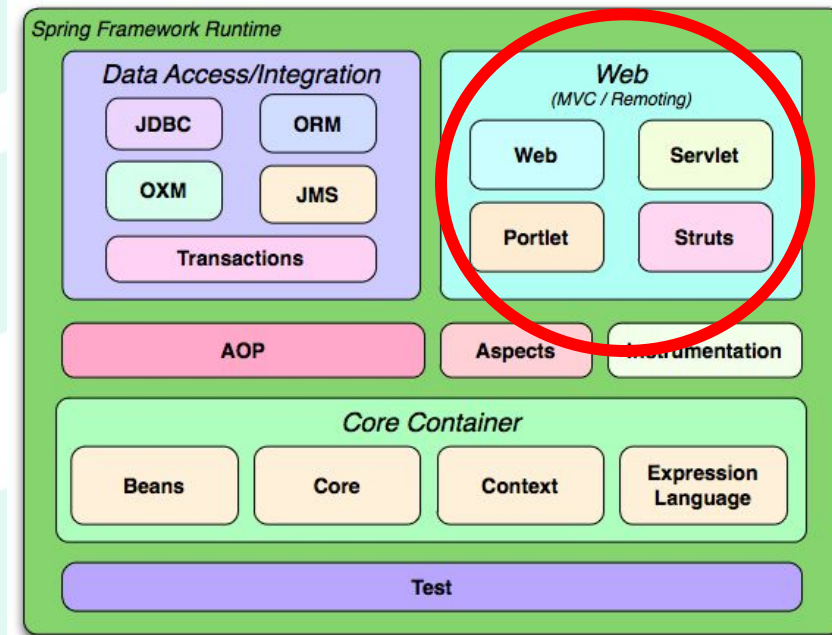 Spring Framework Runtime
Data Access/Integration
JDBC
ORM
OXM
JMS
Transactions
Web
(MVC / Remoting)
Web
Servlet
Portlet
Struts
AOP
Aspects
Instrumentation
Core Container
Beans
Core
Context
Expression
Language
Test